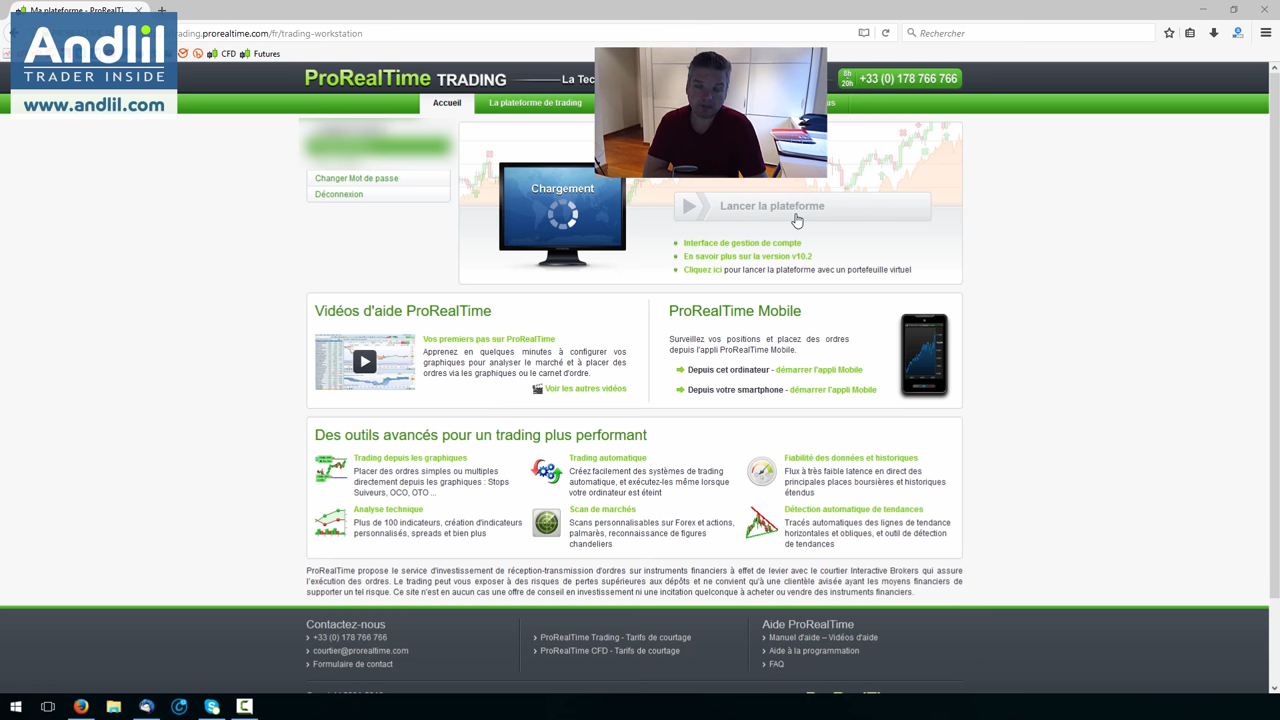 Ma plateforme - ProRealTi...
Andlil
TRADER INSIDE
www.andlil.com
trading.prorealtime.com/fr/trading-workstation
Rechercher
CFD
Futures
ProRealTime TRADING
La Tec
8h
20h
+33 (0) 178 766 766
Accueil
La plateforme de trading
us
Changer Mot de passe
Déconnexion
Chargement
Lancer la plateforme
Interface de gestion de compte
En savoir plus sur la version v10.2
Cliquez ici pour lancer la plateforme avec un portefeuille virtuel
Vidéos d'aide ProRealTime
Vos premiers pas sur ProRealTime
Apprenez en quelques minutes à configurer vos
graphiques pour analyser le marché et à placer des
ordres via les graphiques ou le carnet d'ordre.
Voir les autres vidéos
ProRealTime Mobile
Surveillez vos positions et placez des ordres
depuis l'appli ProRealTime Mobile.
Depuis cet ordinateur - démarrer l'appli Mobile
Depuis votre smartphone - démarrer l'appli Mobile
Des outils avancés pour un trading plus performant
Trading depuis les graphiques
Placer des ordres simples ou multiples
directement depuis les graphiques : Stops
Suiveurs, OCO, OTO ...
Trading automatique
Créez facilement des systèmes de trading
automatique, et exécutez-les même lorsque
votre ordinateur est éteint
Fiabilité des données et historiques
Flux à très faible latence en direct des
principales places boursières et historiques
étendus
Analyse technique
Plus de 100 indicateurs, création d'indicateurs
personnalisés, spreads et bien plus
Scan de marchés
Scans personnalisables sur Forex et actions,
palmarès, reconnaissance de figures
chandeliers
Détection automatique de tendances
Tracés automatiques des lignes de tendance
horizontales et obliques, et outil de détection
de tendances
ProRealTime propose le service d'investissement de réception-transmission d'ordres sur instruments financiers à effet de levier avec le courtier Interactive Brokers qui assure
l'exécution des ordres. Le trading peut vous exposer à des risques de pertes supérieures aux dépôts et ne convient qu'à une clientèle avisée ayant les moyens financiers de
supporter un tel risque. Ce site n'est en aucun cas une offre de conseil en investissement ni une incitation quelconque à acheter ou vendre des instruments financiers.
Contactez-nous
+33 (0) 178 766 766
courtier@prorealtime.com
Formulaire de contact
ProRealTime Trading - Tarifs de courtage
ProRealTime CFD - Tarifs de courtage
Aide ProRealTime
Manuel d'aide – Vidéos d'aide
Aide à la programmation
FAQ